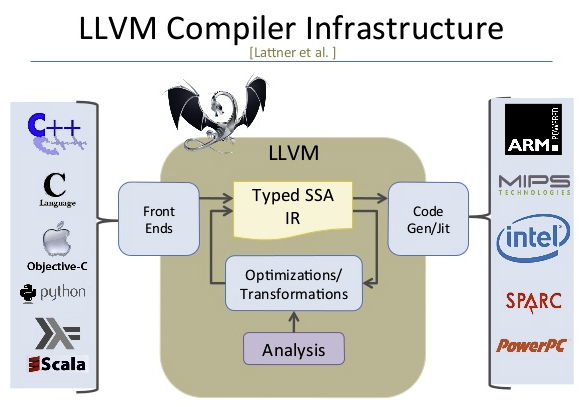 LLVM Compiler Infrastructure
[Lattner et al. ]
C++
C
Language
Objective-C
python
Scala
Front
Ends
LLVM
Typed SSA
IR
Optimizations/
Transformations
Analysis
Code
Gen/Jit
ARM POWERED
MIPS
TECHNOLOGIES
intel
SPARC
PowerPC